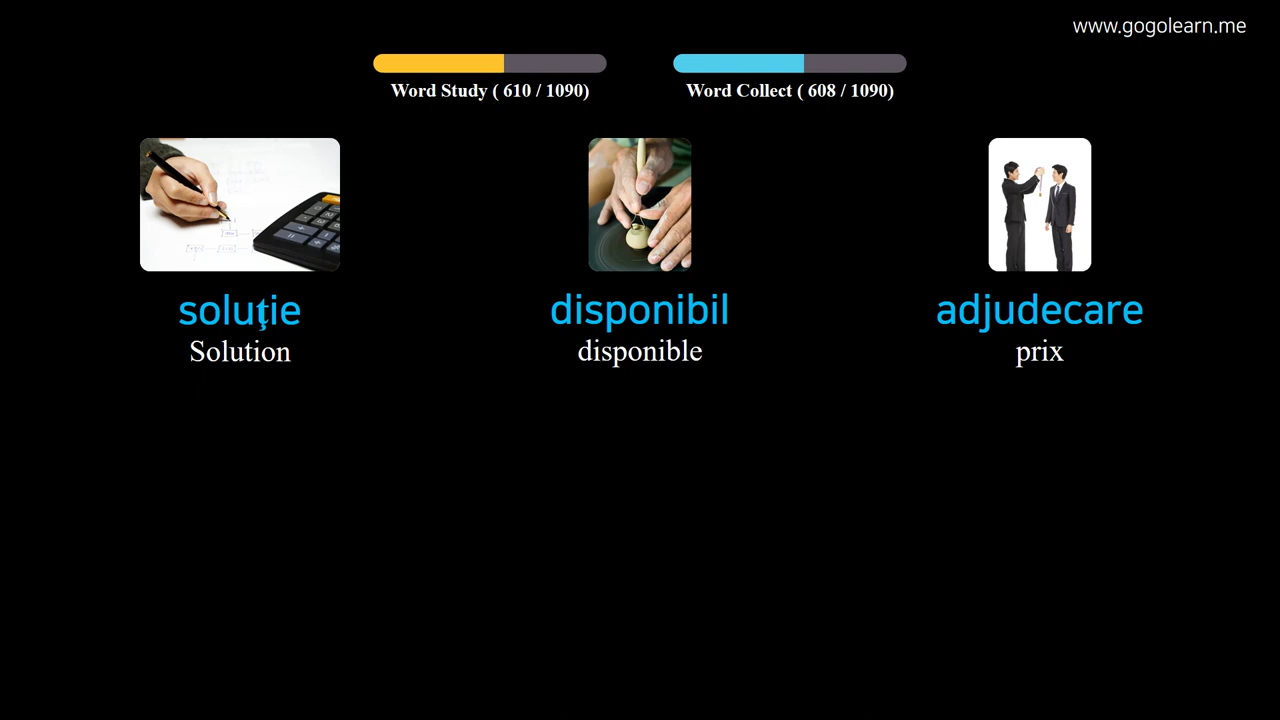 www.gogolearn.me
Word Study ( 610 / 1090)
Word Collect ( 608 / 1090)
soluţie
Solution
disponibil
disponible
adjudecare
prix